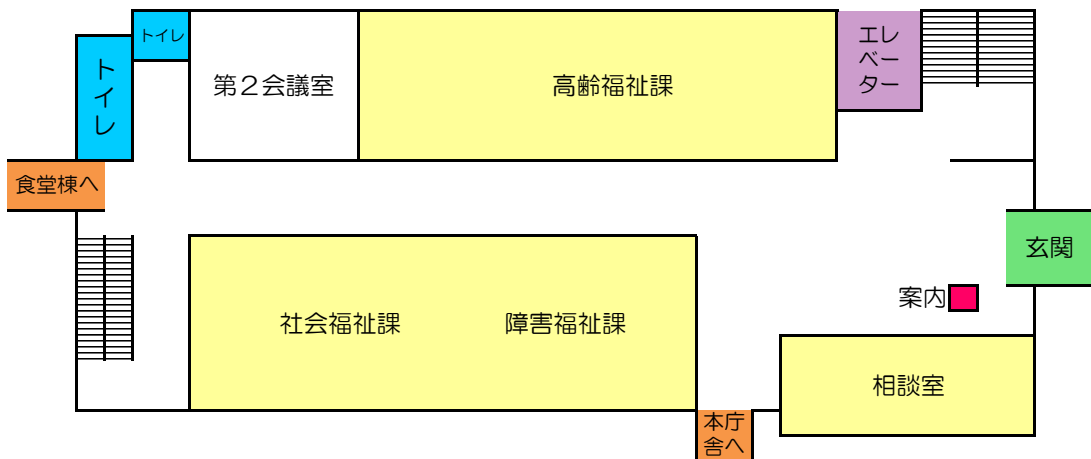 トイレ
トイレ
第２会議室
高齢福祉課
エレ
ベー
ター
食堂棟へ
玄関
案内
社会福祉課
障害福祉課
相談室
本庁
舎へ